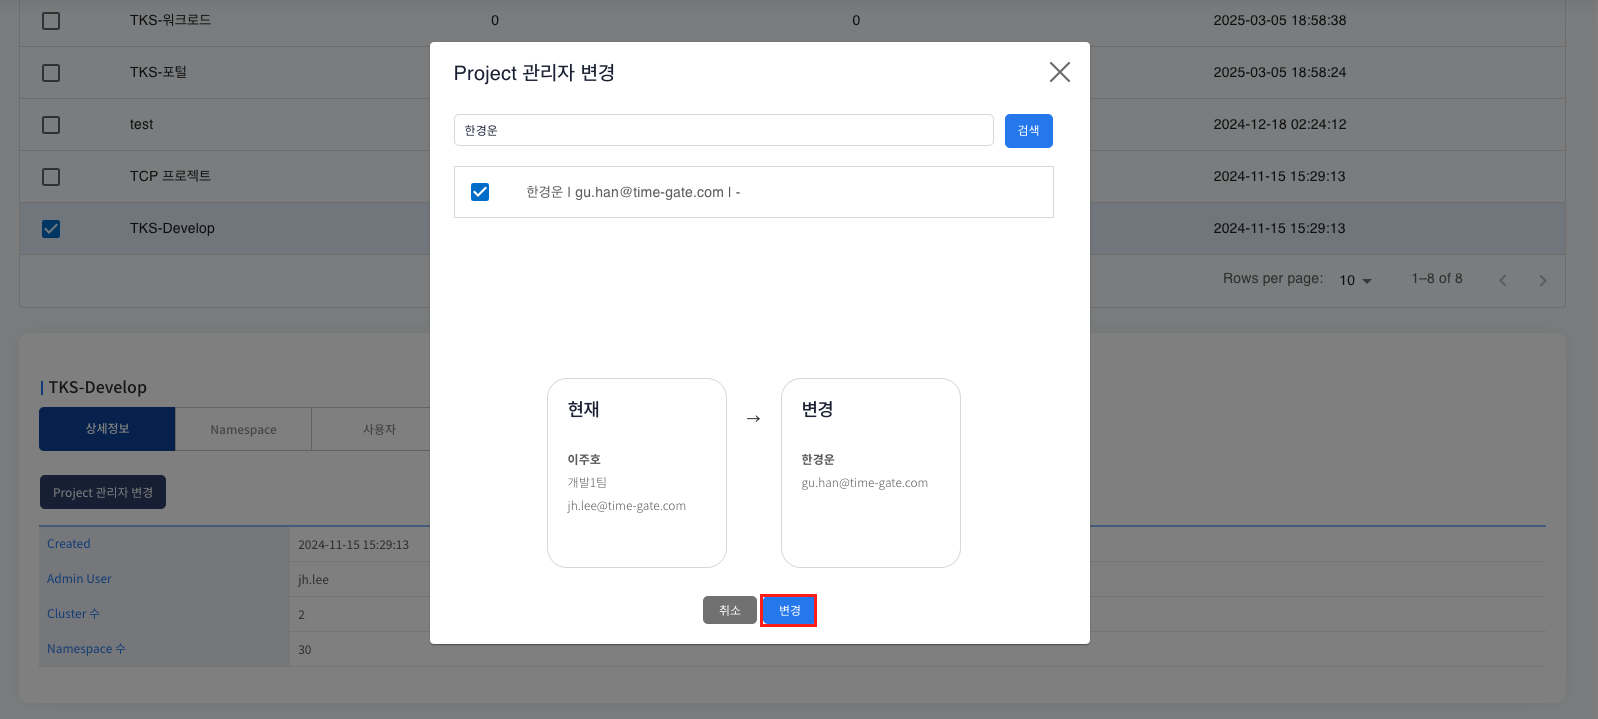 TKS-워크로드 0 0 2025-03-05 18:58:38
TKS-포털 2025-03-05 18:58:24
test 2024-12-18 02:24:12
TCP 프로젝트 2024-11-15 15:29:13
TKS-Develop 2024-11-15 15:29:13
Rows per page: 10 1–8 of 8
Project 관리자 변경
한경운
검색
한경운 | gu.han@time-gate.com | -
현재
이주호
개발1팀
jh.lee@time-gate.com
→
변경
한경운
gu.han@time-gate.com
취소 변경
TKS-Develop
상세정보 Namespace 사용자
Project 관리자 변경
Created 2024-11-15 15:29:13
Admin User jh.lee
Cluster 수 2
Namespace 수 30